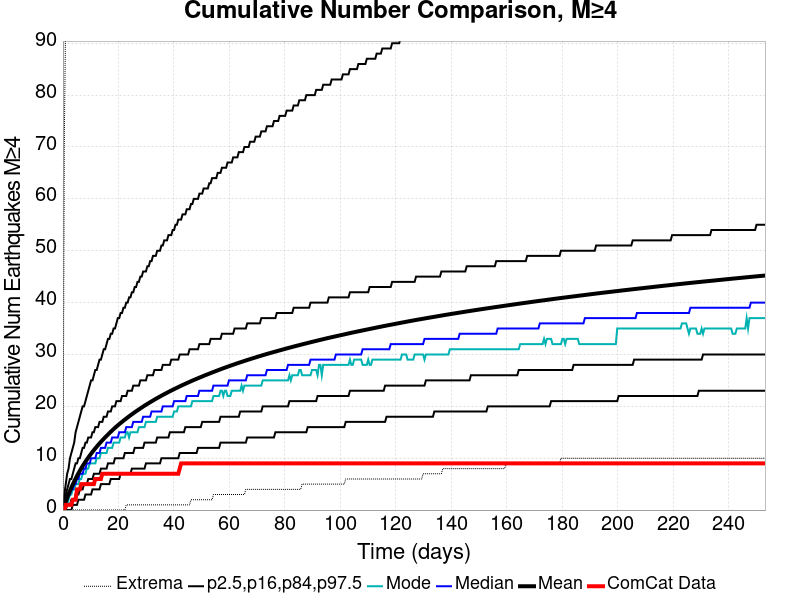 Cumulative Number Comparison, M≥4
Cumulative Num Earthquakes M≥4
90
80
70
60
50
40
30
20
10
0
0 20 40 60 80 100 120 140 160 180 200 220 240
Time (days)
Extrema p2.5,p16,p84,p97.5 Mode Median Mean ComCat Data